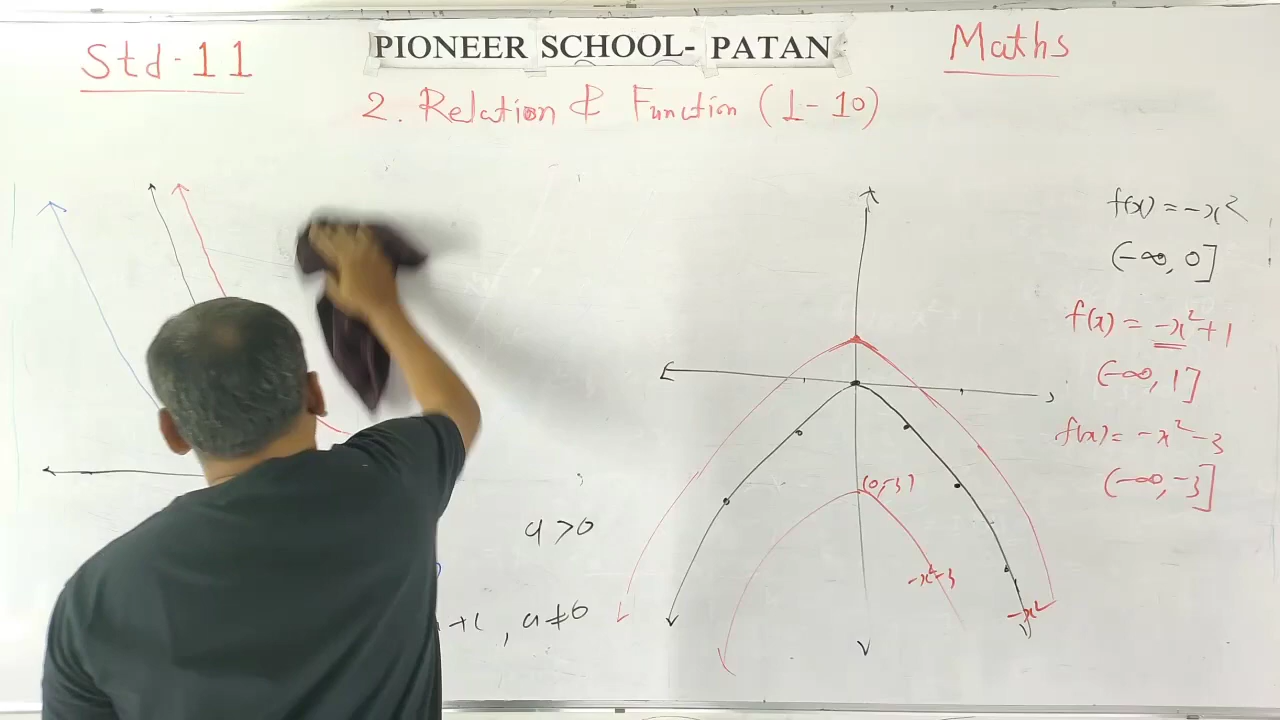 Std-11
PIONEER SCHOOL- PATAN
Maths
2. Relation & Function (1-10)
f(x) = -x²
(-∞, 0]
f(x) = -x²+1
(-∞, 1]
f(x) = -x²-3
(-∞, -3]
(0,-3)
-x²-3
-x²
a>0
, a≠0